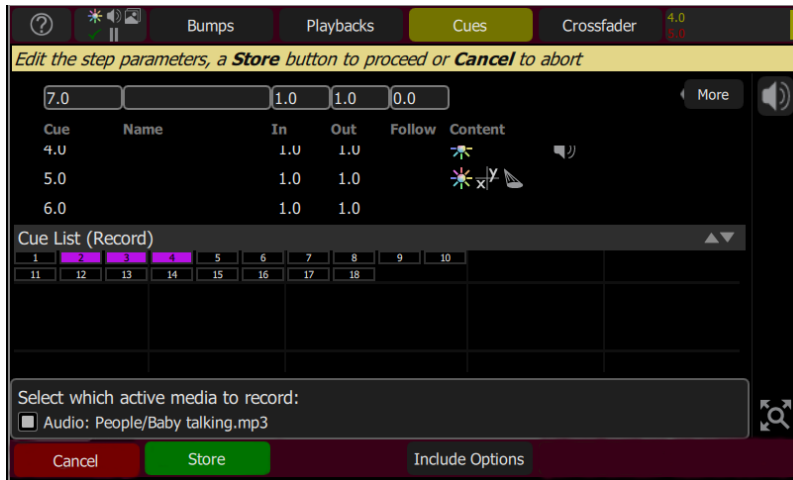 ? Bumps Playbacks Cues Crossfader 4.0
5.0
Edit the step parameters, a Store button to proceed or Cancel to abort
7.0 1.0 1.0 0.0 More
Cue Name In Out Follow Content
4.0 1.0 1.0
5.0 1.0 1.0 x y
6.0 1.0 1.0
Cue List (Record)
1 2 3 4 5 6 7 8 9 10
11 12 13 14 15 16 17 18
Select which active media to record:
Audio: People/Baby talking.mp3
Cancel Store Include Options